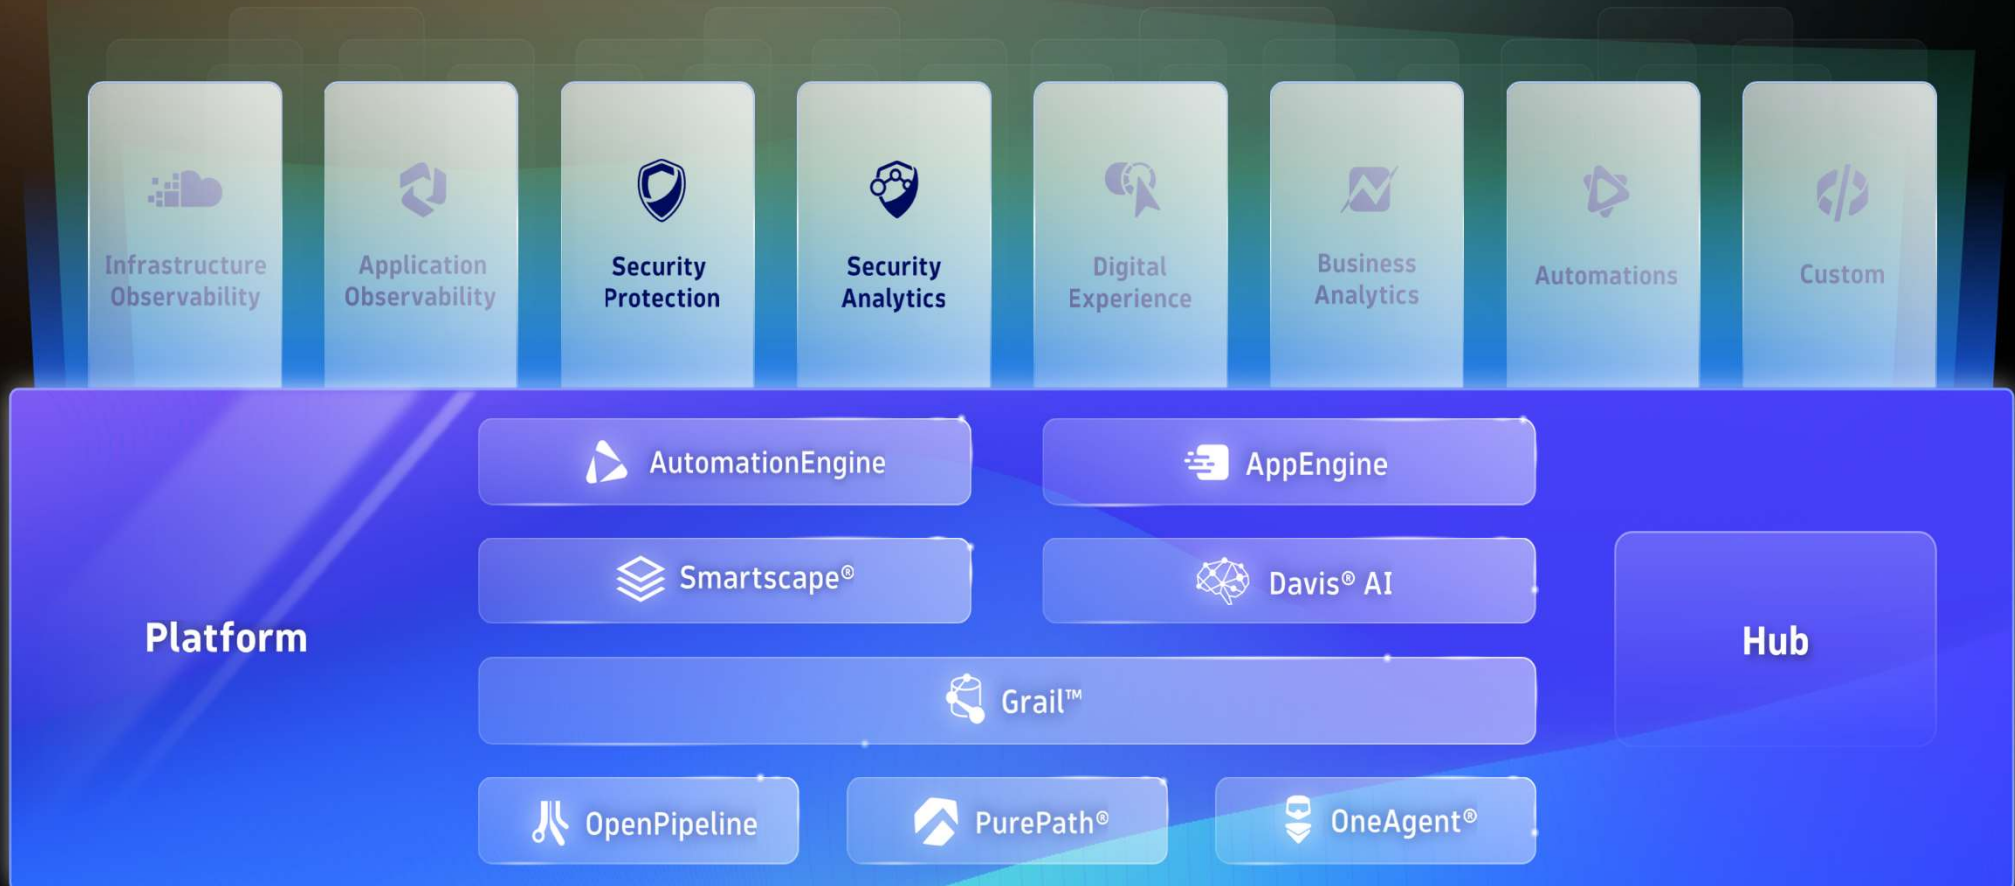 Infrastructure
Observability
Application
Observability
Security
Protection
Security
Analytics
Digital
Experience
Business
Analytics
Automations
Custom
AutomationEngine
AppEngine
Smartscape®
Davis® AI
Platform
Hub
Grail™
OpenPipeline
PurePath®
OneAgent®